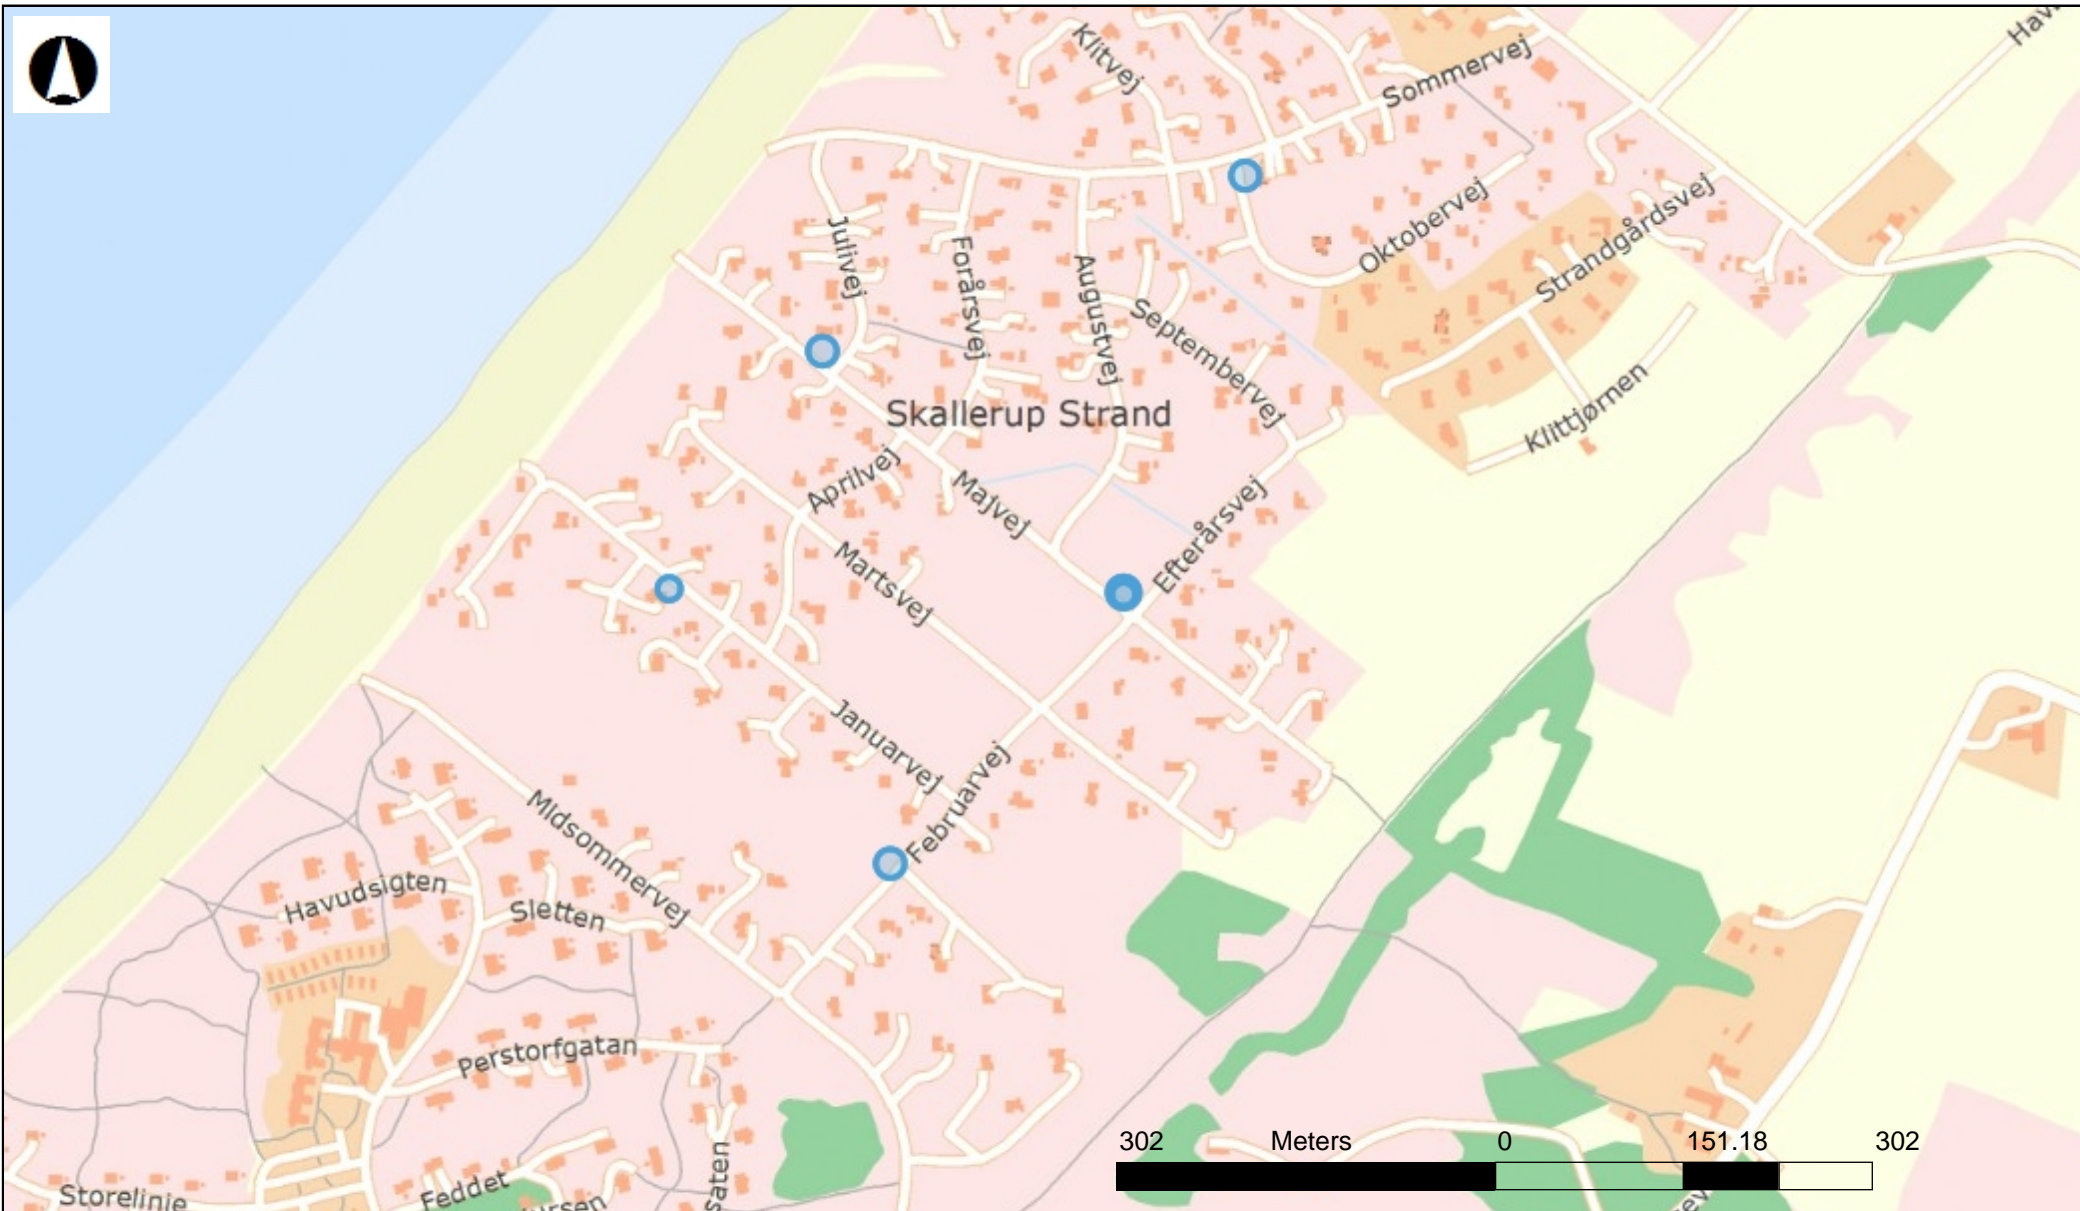 Klitvej
Sommervej
Oktobervej
Strandgårdsvej
Julivej
Forårsvej
Augustvej
Septembervej
Klittjørnen
Skallerup Strand
Aprilvej
Majvej
Efterårsvej
Martsvej
Januarvej
Februarvej
MIdsommervej
Havudsigten
Sletten
Perstorfgatan
302 Meters 0 151.18 302
Storelinie
Feddet